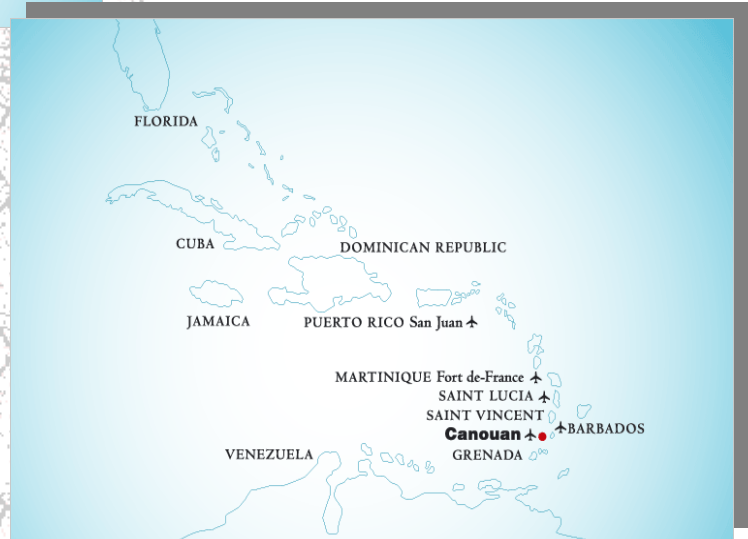 FLORIDA
CUBA
DOMINICAN REPUBLIC
JAMAICA
PUERTO RICO San Juan
MARTINIQUE Fort de-France
SAINT LUCIA
SAINT VINCENT
BARBADOS
Canouan
VENEZUELA
GRENADA